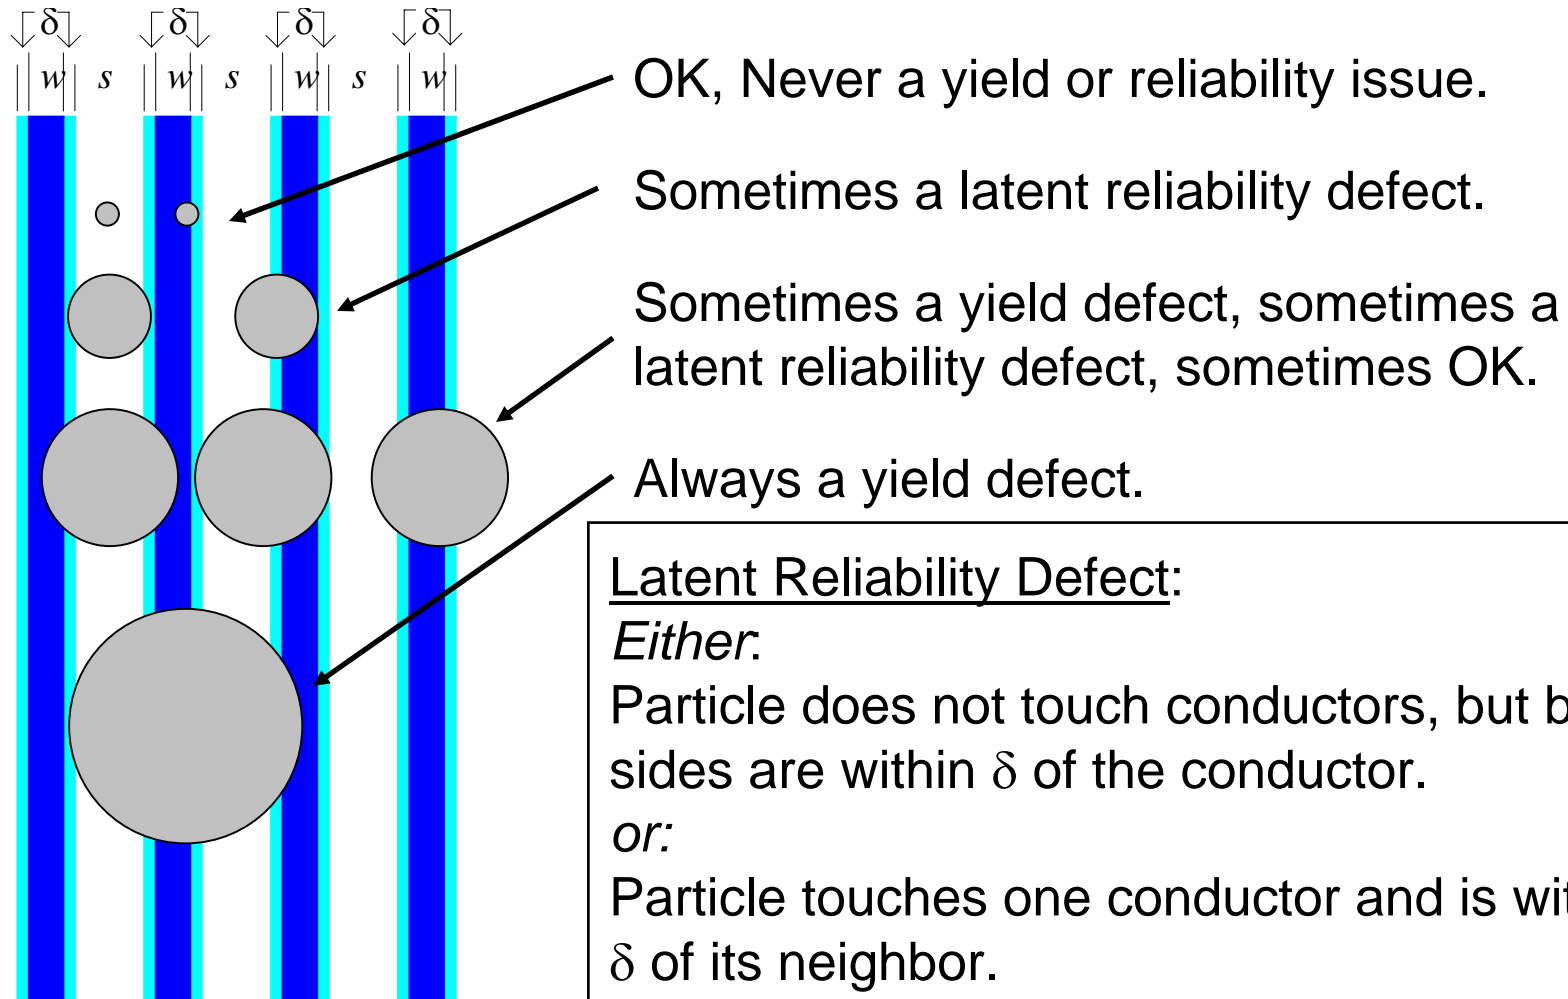 δ δ δ δ
w s w s w s w
OK, Never a yield or reliability issue.
Sometimes a latent reliability defect.
Sometimes a yield defect, sometimes a
latent reliability defect, sometimes OK.
Always a yield defect.
Latent Reliability Defect:
Either:
Particle does not touch conductors, but
sides are within δ of the conductor.
or:
Particle touches one conductor and is
δ of its neighbor.